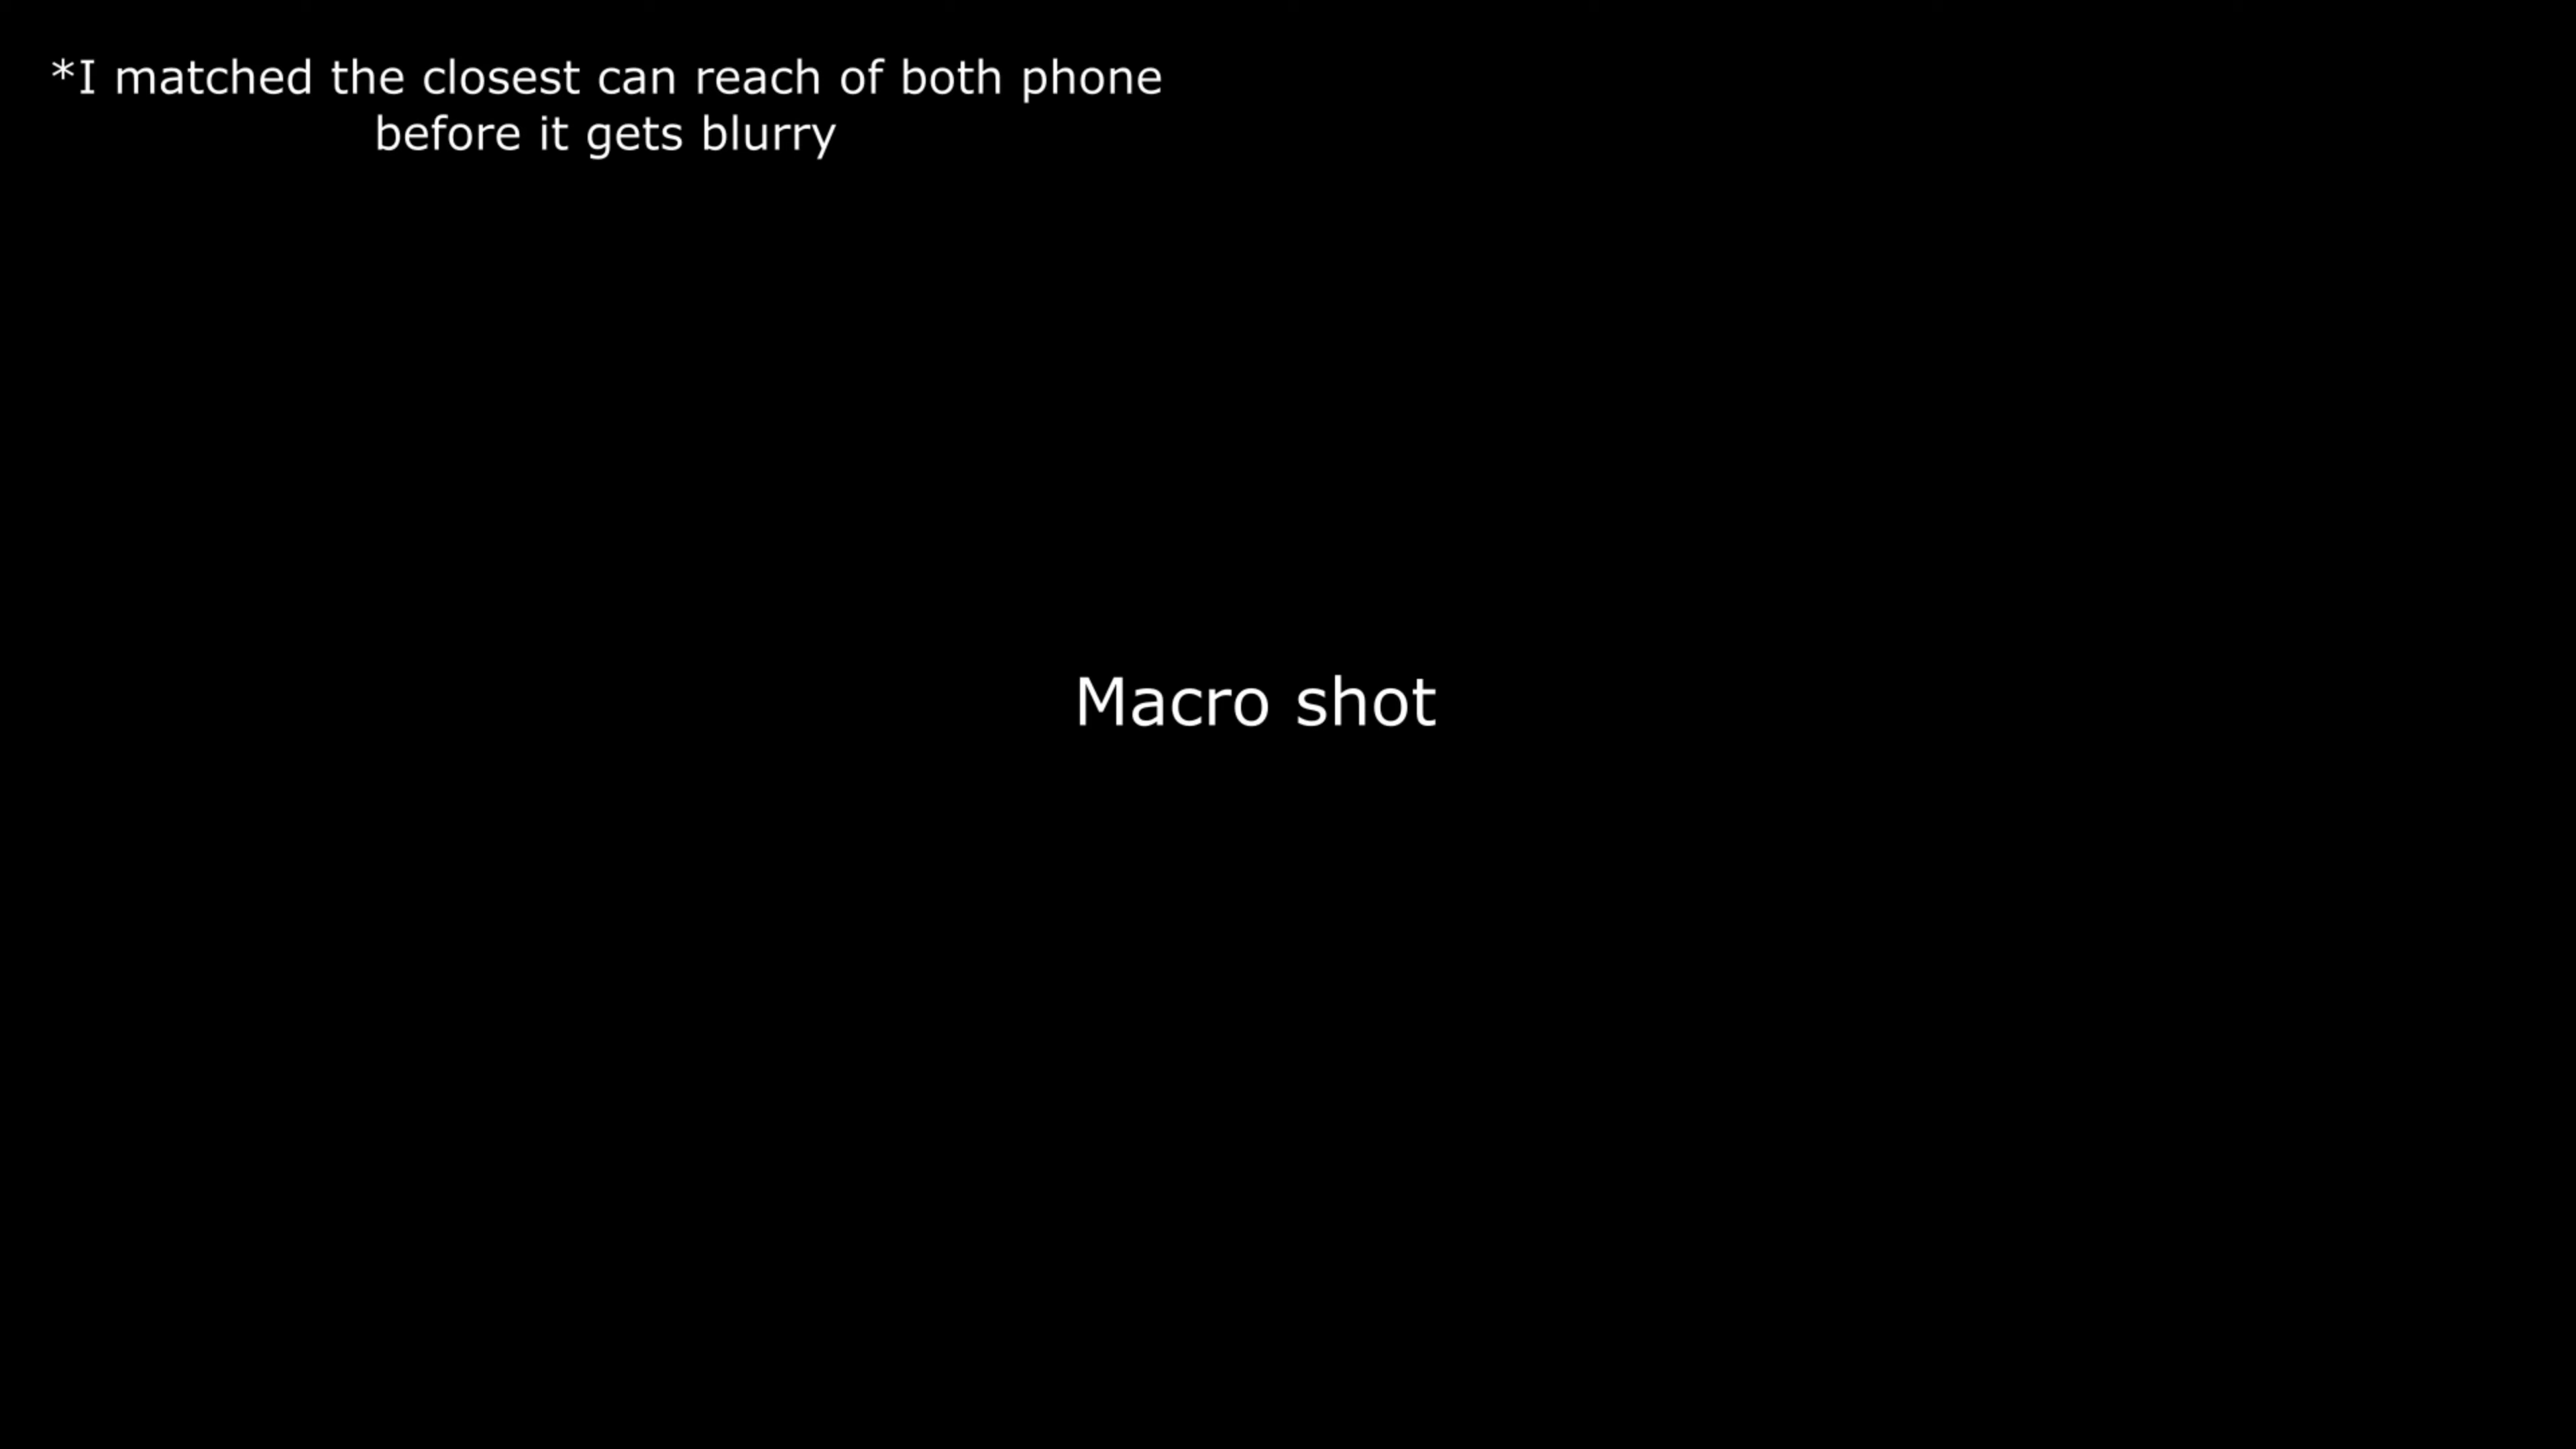 *I matched the closest can reach of both phone
before it gets blurry
Macro shot